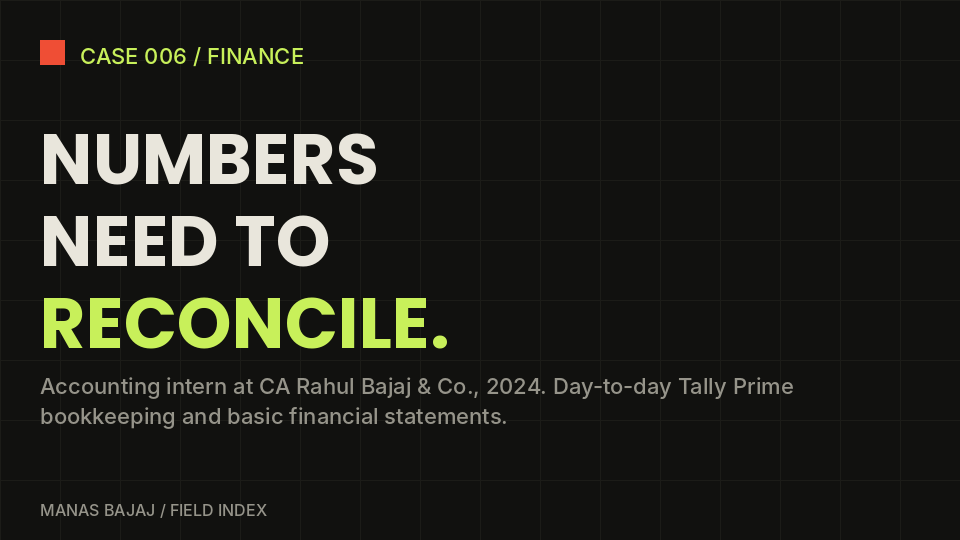 CASE 006 / FINANCE
NUMBERS
NEED TO
RECONCILE.
Accounting intern at CA Rahul Bajaj & Co., 2024. Day-to-day Tally Prime
bookkeeping and basic financial statements.
MANAS BAJAJ / FIELD INDEX